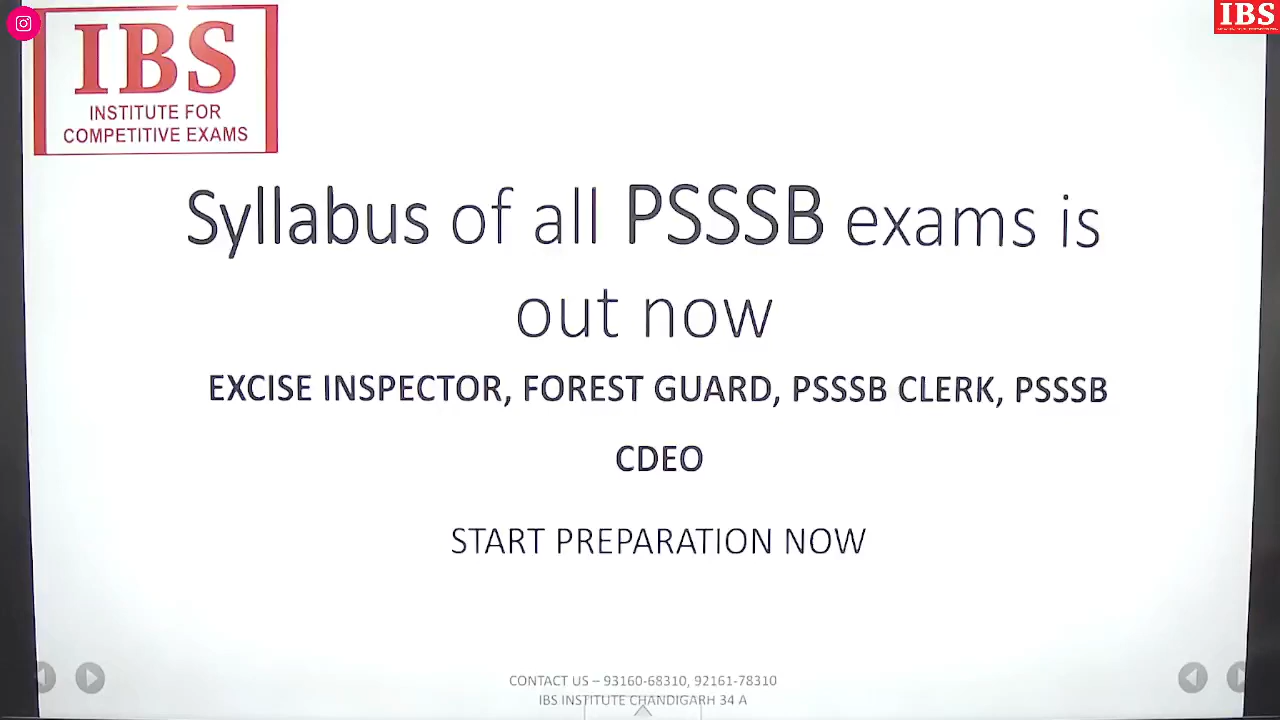 IBS
INSTITUTE FOR
COMPETITIVE EXAMS
IBS
Syllabus of all PSSSB exams is
out now
EXCISE INSPECTOR, FOREST GUARD, PSSSB CLERK, PSSSB
CDEO
START PREPARATION NOW
CONTACT US – 93160-68310, 92161-78310
IBS INSTITUTE CHANDIGARH 34 A